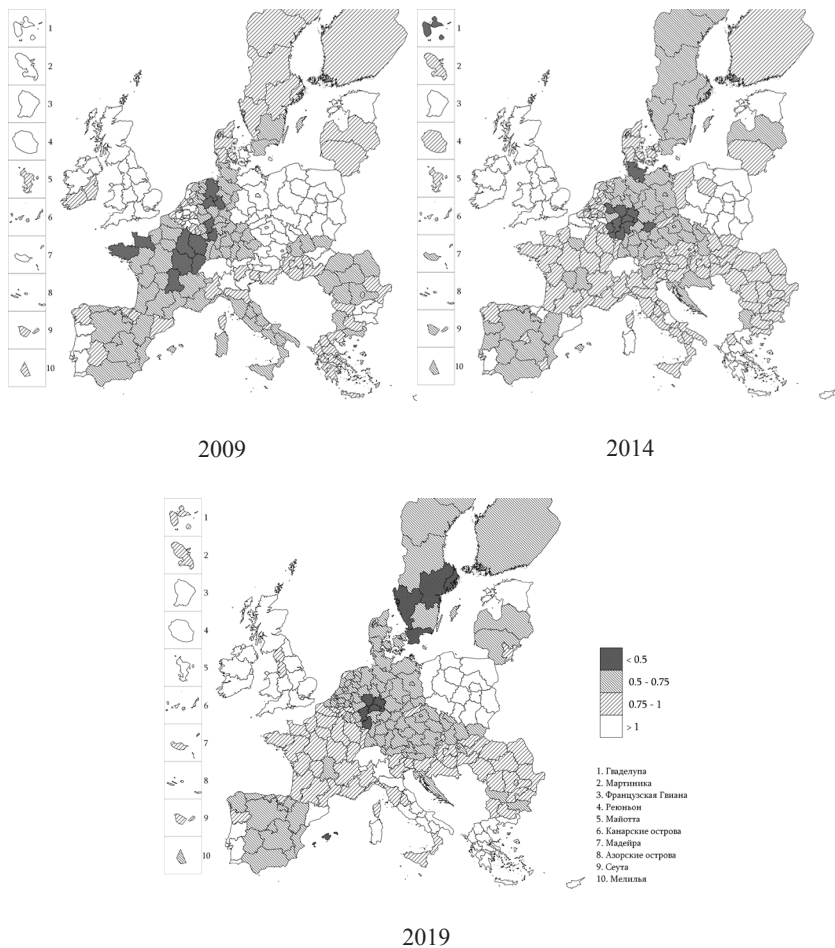 1
2
3
4
5
6
7
8
9
10
2009
1
2
3
4
5
6
7
8
9
10
2014
1
2
3
4
5
6
7
8
9
10
< 0.5
0.5 - 0.75
0.75 - 1
> 1
1. Гваделупа
2. Мартиника
3. Французская Гвиана
4. Реюньон
5. Майотта
6. Канарские острова
7. Мадейра
8. Азорские острова
9. Сеута
10. Мелилья
2019